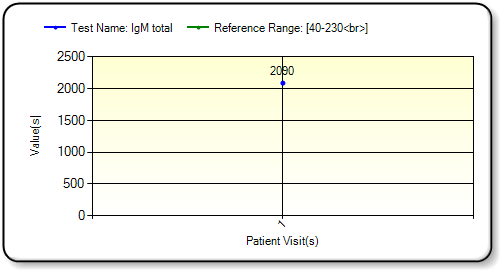 Test Name: IgM total Reference Range: [40-230<br>]
2500
2090
2000
1500
1000
500
0
Value(s)
1
Patient Visit(s)